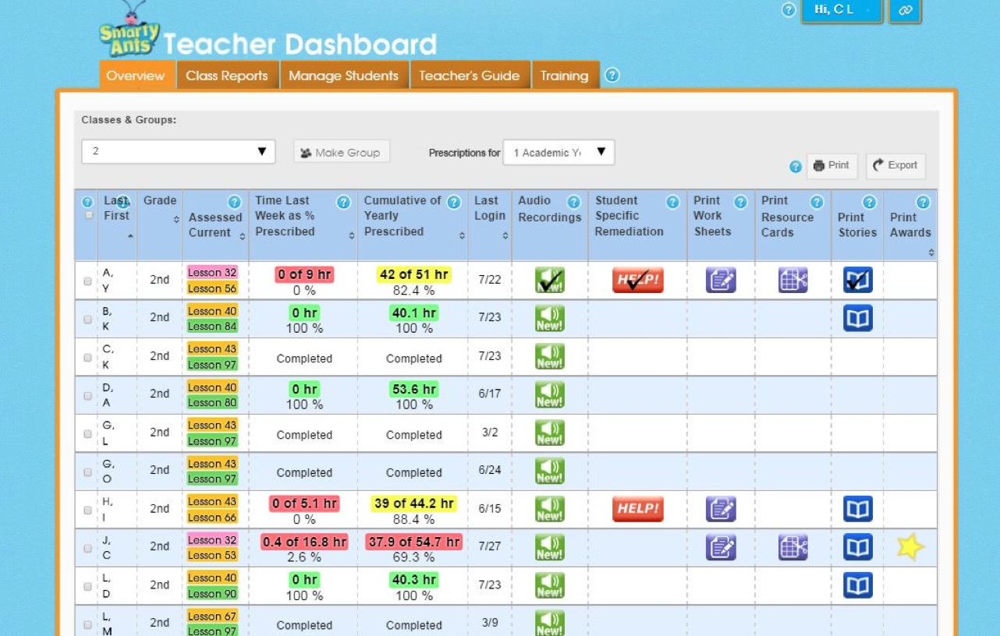 Hi, C L
Smarty
Ants
Teacher Dashboard
Overview Class Reports Manage Students Teacher's Guide Training
Classes & Groups:
2 Make Group Prescriptions for 1 Academic
Print Export
Last, Grade Time Last Cumulative of Last Audio Student Print Print
First Assessed Week as % Yearly Login Recordings Specific Work Resource Print Print
Current Prescribed Prescribed Remediation Sheets Cards Stories Awards
A, Lesson 32 0 of 9 hr 42 of 51 hr
Y 2nd Lesson 56 0 % 82.4 % 7/22 New! HELP!
B, Lesson 40 0 hr 40.1 hr
K 2nd Lesson 84 100 % 100 % 7/23 New!
C, Lesson 43
K 2nd Lesson 97 Completed Completed 7/23 New!
D, Lesson 40 0 hr 53.6 hr
A 2nd Lesson 80 100 % 100 % 6/17 New!
G, Lesson 43
L 2nd Lesson 97 Completed Completed 3/2 New!
G, Lesson 43
O 2nd Lesson 97 Completed Completed 6/24 New!
H, Lesson 43 0 of 5.1 hr 39 of 44.2 hr
I 2nd Lesson 66 0 % 88.4 % 6/15 New! HELP!
J, Lesson 32 0.4 of 16.8 hr 37.9 of 54.7 hr
C 2nd Lesson 53 2.6 % 69.3 % 7/27 New!
L, Lesson 40 0 hr 40.3 hr
D 2nd Lesson 90 100 % 100 % 7/23 New!
L, Lesson 67
M 2nd Lesson 97 Completed Completed 3/9 New!